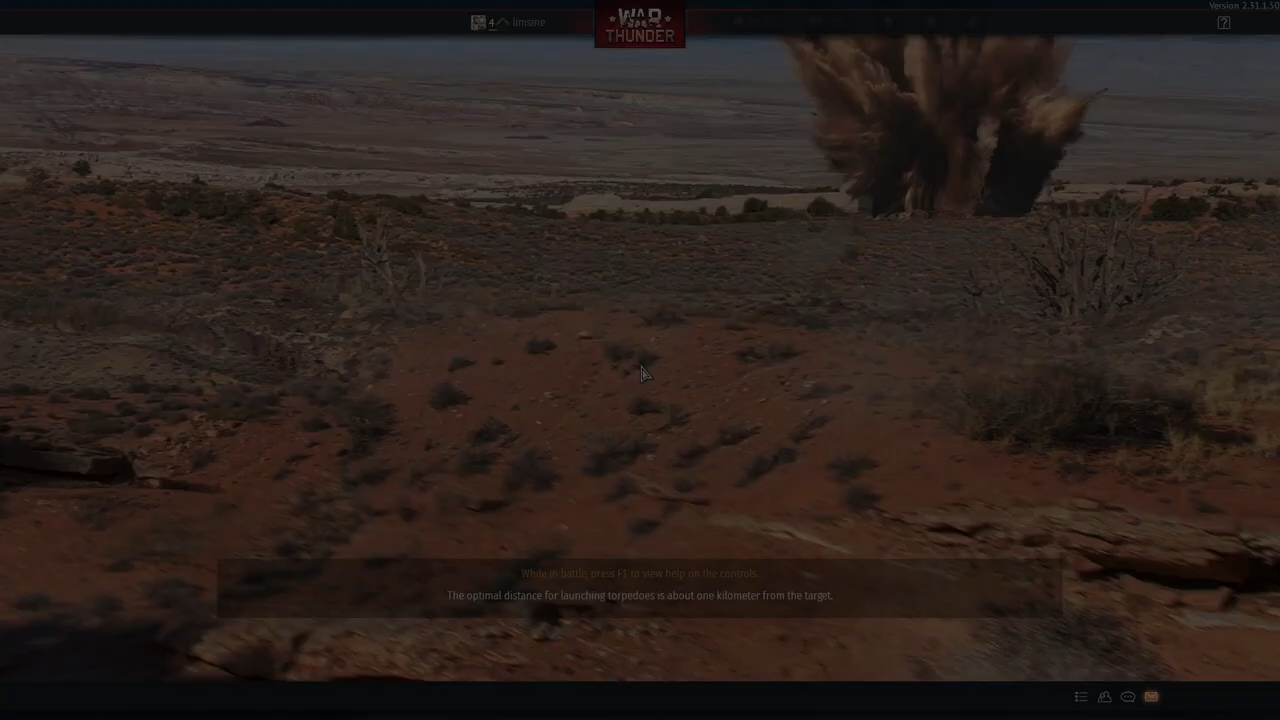 Version 2.31.1.50
4 limsine
WAR
THUNDER
While in battle, press F1 to view help on the controls.
The optimal distance for launching torpedoes is about one kilometer from the target.